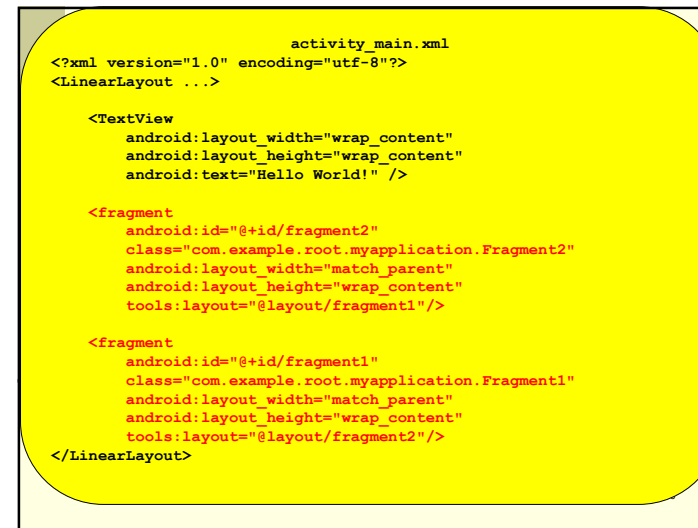 activity_main.xml
<?xml version="1.0" encoding="utf-8"?>
<LinearLayout ...>
<TextView
android:layout_width="wrap_content"
android:layout_height="wrap_content"
android:text="Hello World!" />
<fragment
android:id="@+id/fragment2"
class="com.example.root.myapplication.Fragment2"
android:layout_width="match_parent"
android:layout_height="wrap_content"
tools:layout="@layout/fragment1"/>
<fragment
android:id="@+id/fragment1"
class="com.example.root.myapplication.Fragment1"
android:layout_width="match_parent"
android:layout_height="wrap_content"
tools:layout="@layout/fragment2"/>
</LinearLayout>